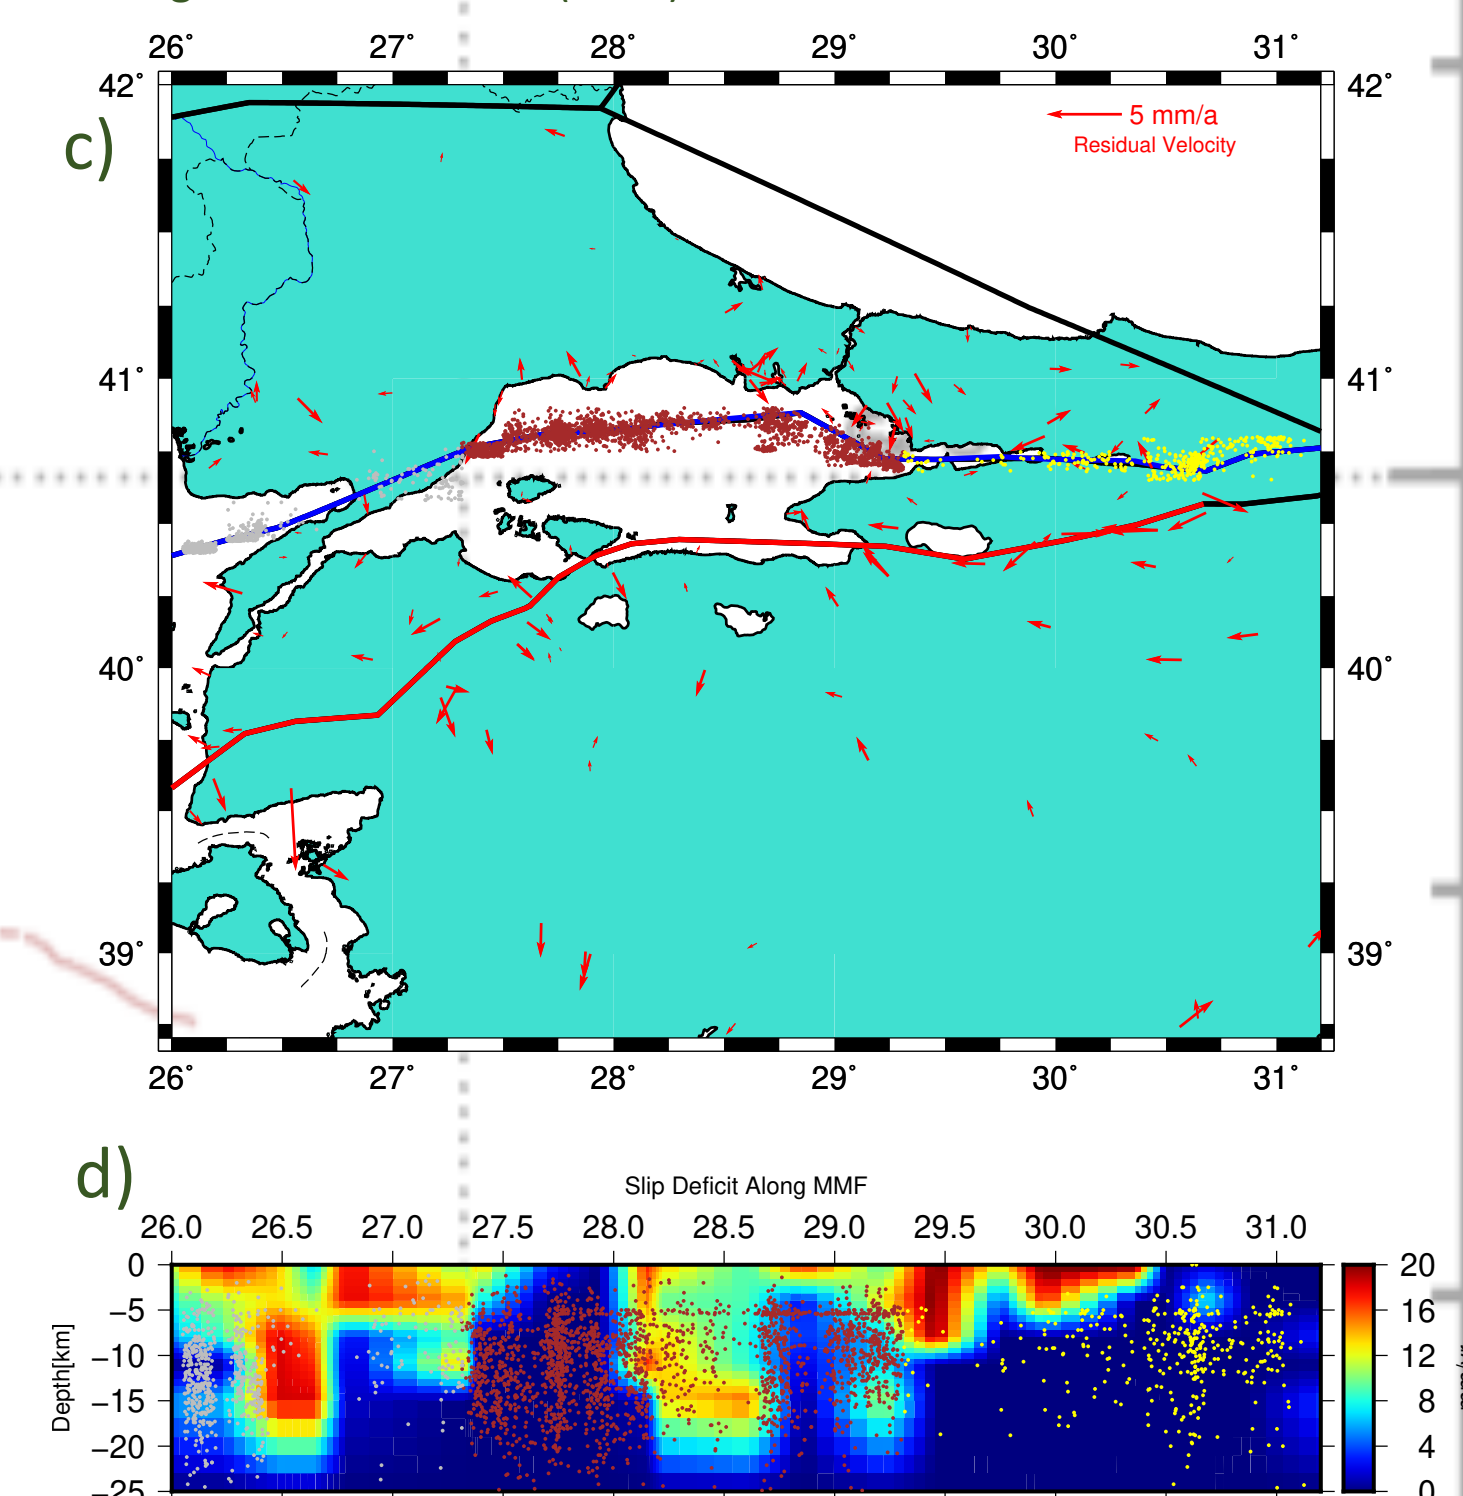 26° 27° 28° 29° 30° 31°
42° 42°
c)
5 mm/a
Residual Velocity
41° 41°
40° 40°
39° 39°
26° 27° 28° 29° 30° 31°
d)
Slip Deficit Along MMF
26.0 26.5 27.0 27.5 28.0 28.5 29.0 29.5 30.0 30.5 31.0
0 20
−5 16
−10 12
−15 8
−20 4
−25 0
Depth[km]